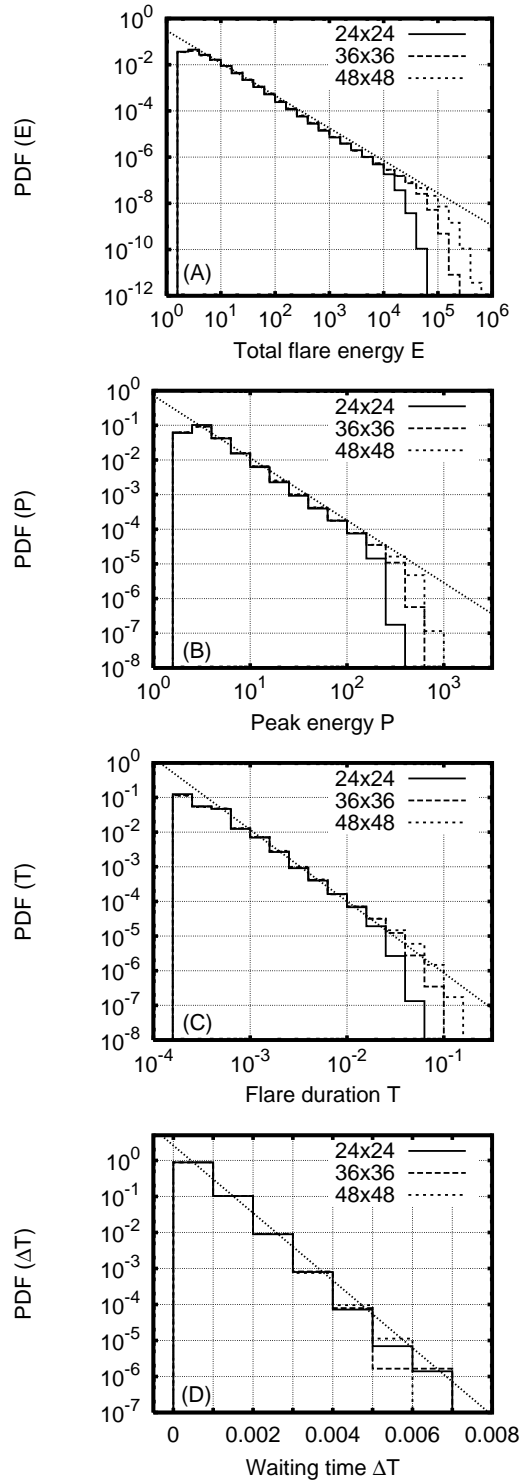 10^0
10^-2
10^-4
10^-6
10^-8
10^-10
10^-12
PDF (E)
24x24
36x36
48x48
(A)
10^0 10^1 10^2 10^3 10^4 10^5 10^6
Total flare energy E
10^0
10^-1
10^-2
10^-3
10^-4
10^-5
10^-6
10^-7
10^-8
PDF (P)
24x24
36x36
48x48
(B)
10^0 10^1 10^2 10^3
Peak energy P
10^0
10^-1
10^-2
10^-3
10^-4
10^-5
10^-6
10^-7
10^-8
PDF (T)
24x24
36x36
48x48
(C)
10^-4 10^-3 10^-2 10^-1
Flare duration T
10^0
10^-1
10^-2
10^-3
10^-4
10^-5
10^-6
10^-7
PDF (ΔT)
24x24
36x36
48x48
(D)
0 0.002 0.004 0.006 0.008
Waiting time ΔT